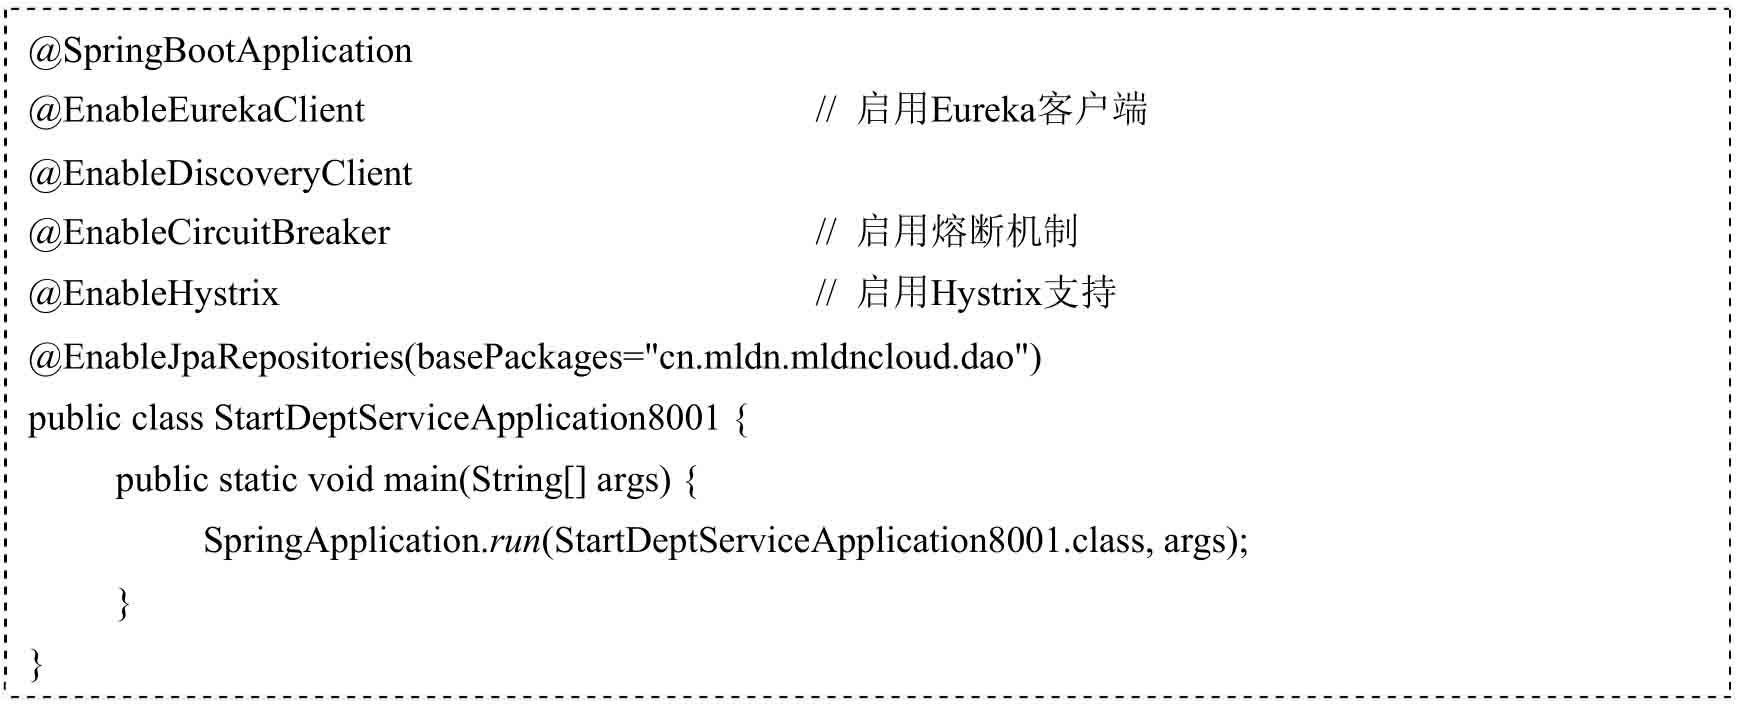 @SpringBootApplication
@EnableEurekaClient // 启用Eureka客户端
@EnableDiscoveryClient
@EnableCircuitBreaker // 启用熔断机制
@EnableHystrix // 启用Hystrix支持
@EnableJpaRepositories(basePackages="cn.mldn.mldncloud.dao")
public class StartDeptServiceApplication8001 {
public static void main(String[] args) {
SpringApplication.run(StartDeptServiceApplication8001.class, args);
}
}